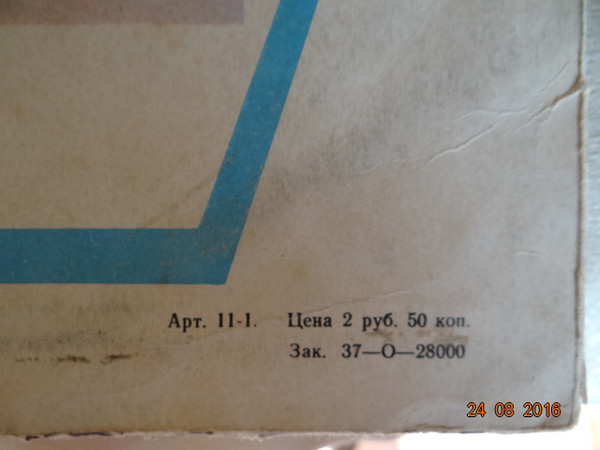 Арт. 11-1. Цена 2 руб. 50 коп.
Зак. 37—О—28000
24 08 2016